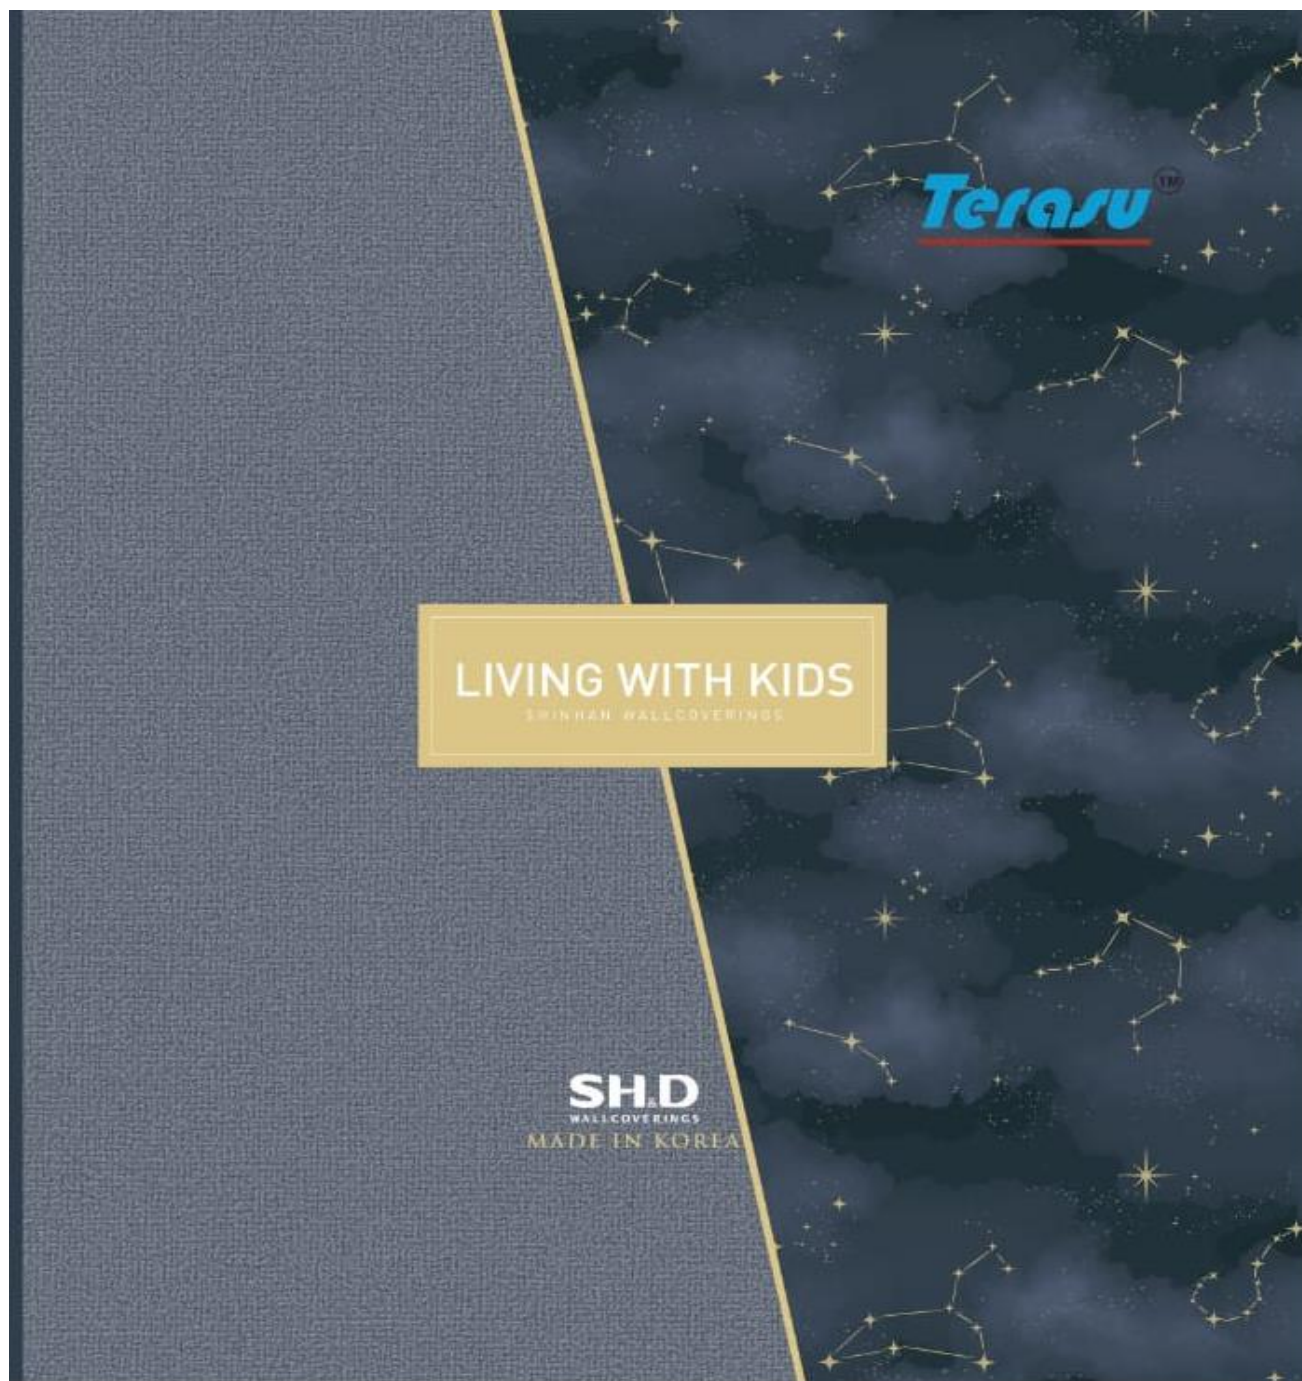 Terasu TM
LIVING WITH KIDS
SHINHAN WALLCOVERINGS
SH&D
WALLCOVERINGS
MADE IN KOREA